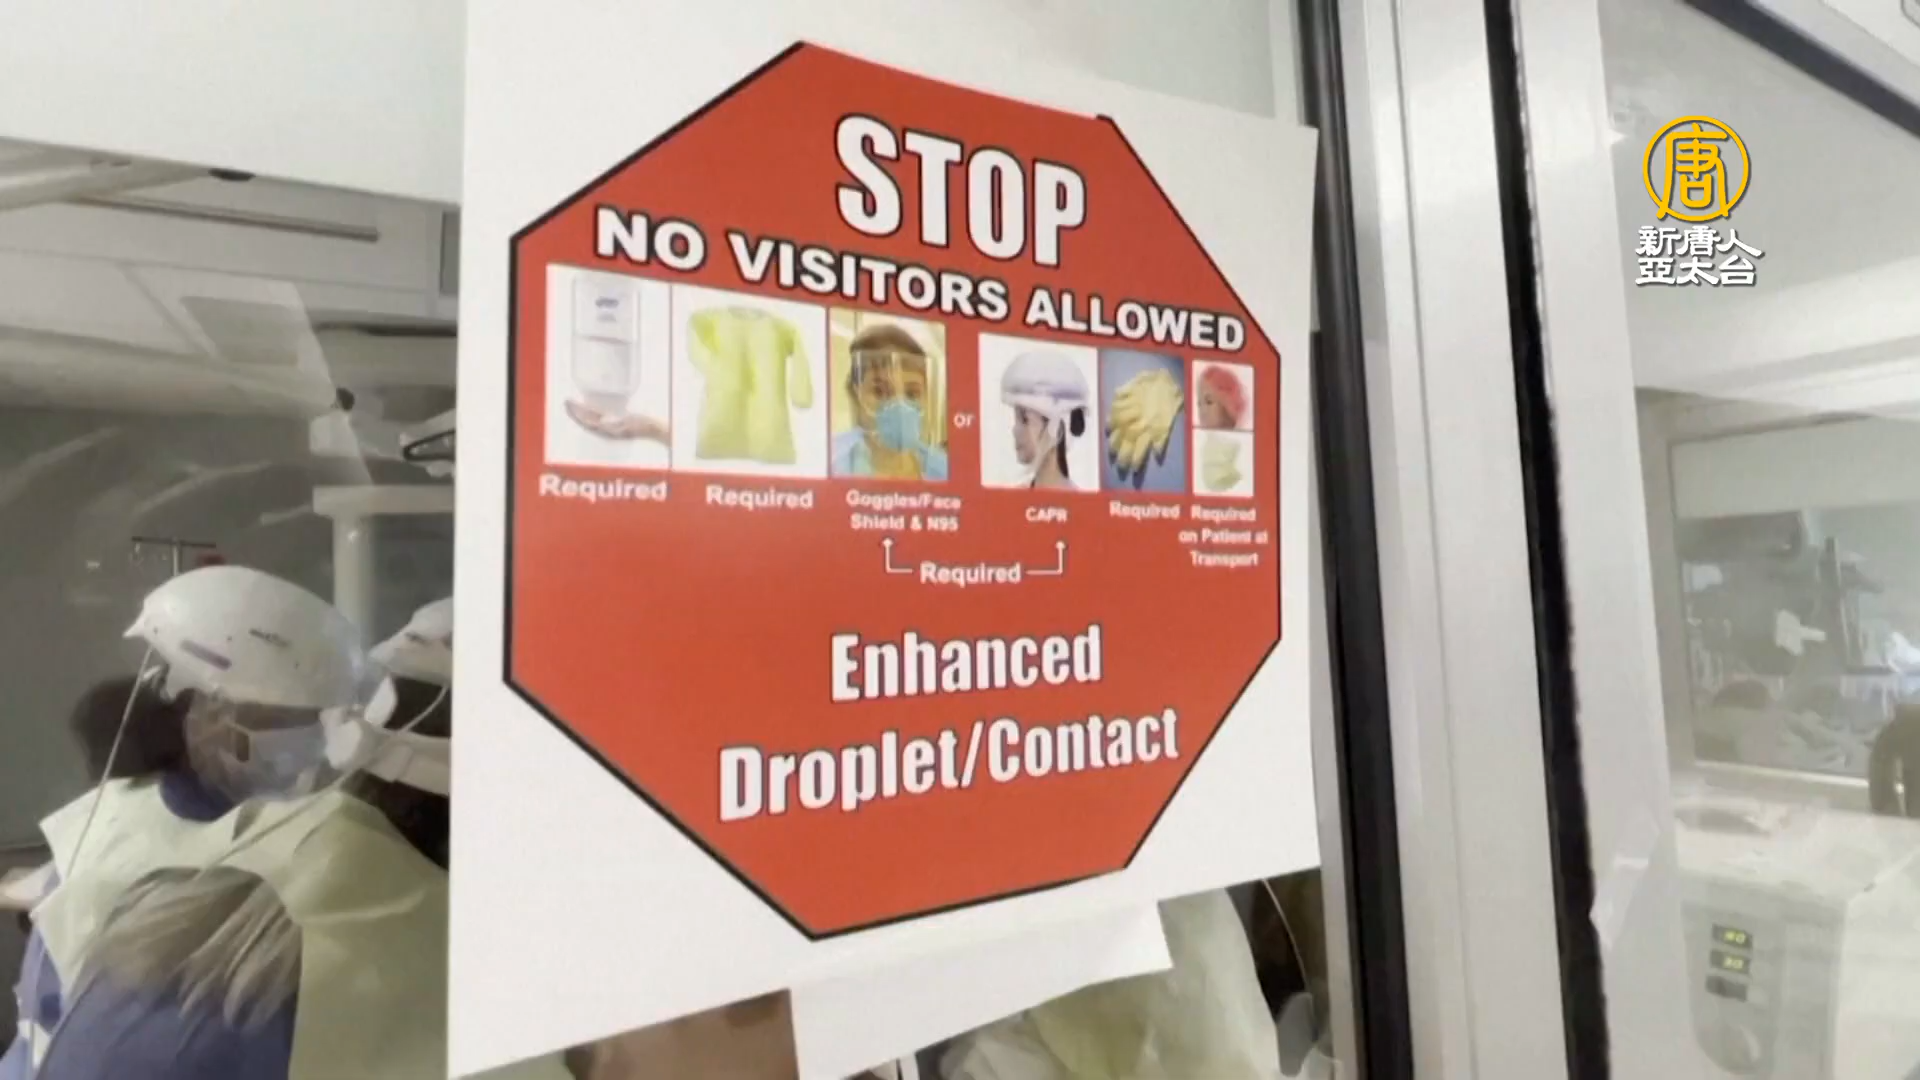 STOP
NO VISITORS ALLOWED
or
Required
Required
Goggles/Face
Shield & N95
CAPR
Required
Required
on Patient at
Transport
Required
Enhanced
Droplet/Contact
唐
新唐人
亞太台